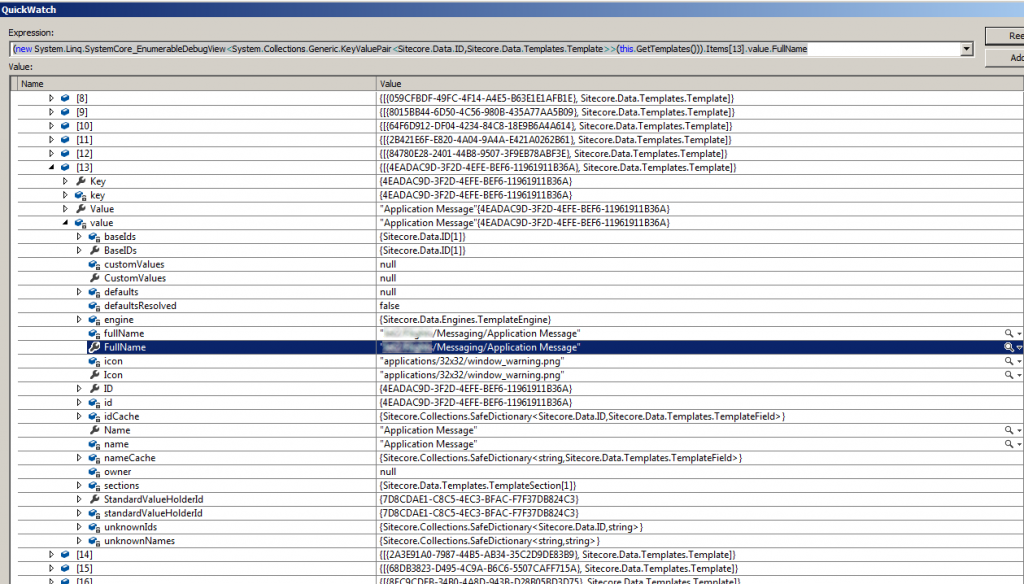 QuickWatch
Expression:
(new System.Linq.SystemCore_EnumerableDebugView<System.Collections.Generic.KeyValuePair<Sitecore.Data.ID,Sitecore.Data.Templates.Template>>(this.GetTemplates())).Items[13].value.FullName
Value:
Name Value
[8] {[{059CFBDF-49FC-4F14-A4E5-B63E1E1AFB1E}, Sitecore.Data.Templates.Template]}
[9] {[{8015BB44-6D50-4C56-980B-435A77AA5B09}, Sitecore.Data.Templates.Template]}
[10] {[{64F6D912-DF04-4234-84C8-18E9B6A4A614}, Sitecore.Data.Templates.Template]}
[11] {[{2B421E6F-E820-4A04-9A4A-E421A0262B61}, Sitecore.Data.Templates.Template]}
[12] {[{84780E28-2401-44B8-9507-3F9EB78ABF3E}, Sitecore.Data.Templates.Template]}
[13] {[{4EADAC9D-3F2D-4EFE-BEF6-11961911B36A}, Sitecore.Data.Templates.Template]}
Key {4EADAC9D-3F2D-4EFE-BEF6-11961911B36A}
key {4EADAC9D-3F2D-4EFE-BEF6-11961911B36A}
Value "Application Message"{4EADAC9D-3F2D-4EFE-BEF6-11961911B36A}
value "Application Message"{4EADAC9D-3F2D-4EFE-BEF6-11961911B36A}
baseIds {Sitecore.Data.ID[1]}
BaseIDs {Sitecore.Data.ID[1]}
customValues null
CustomValues null
defaults null
defaultsResolved false
engine {Sitecore.Data.Engines.TemplateEngine}
fullName " /Messaging/Application Message"
FullName " /Messaging/Application Message"
icon "applications/32x32/window_warning.png"
Icon "applications/32x32/window_warning.png"
ID {4EADAC9D-3F2D-4EFE-BEF6-11961911B36A}
id {4EADAC9D-3F2D-4EFE-BEF6-11961911B36A}
idCache {Sitecore.Collections.SafeDictionary<Sitecore.Data.ID,Sitecore.Data.Templates.TemplateField>}
Name "Application Message"
name "Application Message"
nameCache {Sitecore.Collections.SafeDictionary<string,Sitecore.Data.Templates.TemplateField>}
owner null
sections {Sitecore.Data.Templates.TemplateSection[1]}
StandardValueHolderId {7D8CDAE1-C8C5-4EC3-BFAC-F7F37DB824C3}
standardValueHolderId {7D8CDAE1-C8C5-4EC3-BFAC-F7F37DB824C3}
unknownIds {Sitecore.Collections.SafeDictionary<Sitecore.Data.ID,string>}
unknownNames {Sitecore.Collections.SafeDictionary<string,string>}
[14] {[{2A3E91A0-7987-44B5-AB34-35C2D9DE83B9}, Sitecore.Data.Templates.Template]}
[15] {[{68DB3823-D495-4C9A-B6C6-5507CAFF715A}, Sitecore.Data.Templates.Template]}
[16]